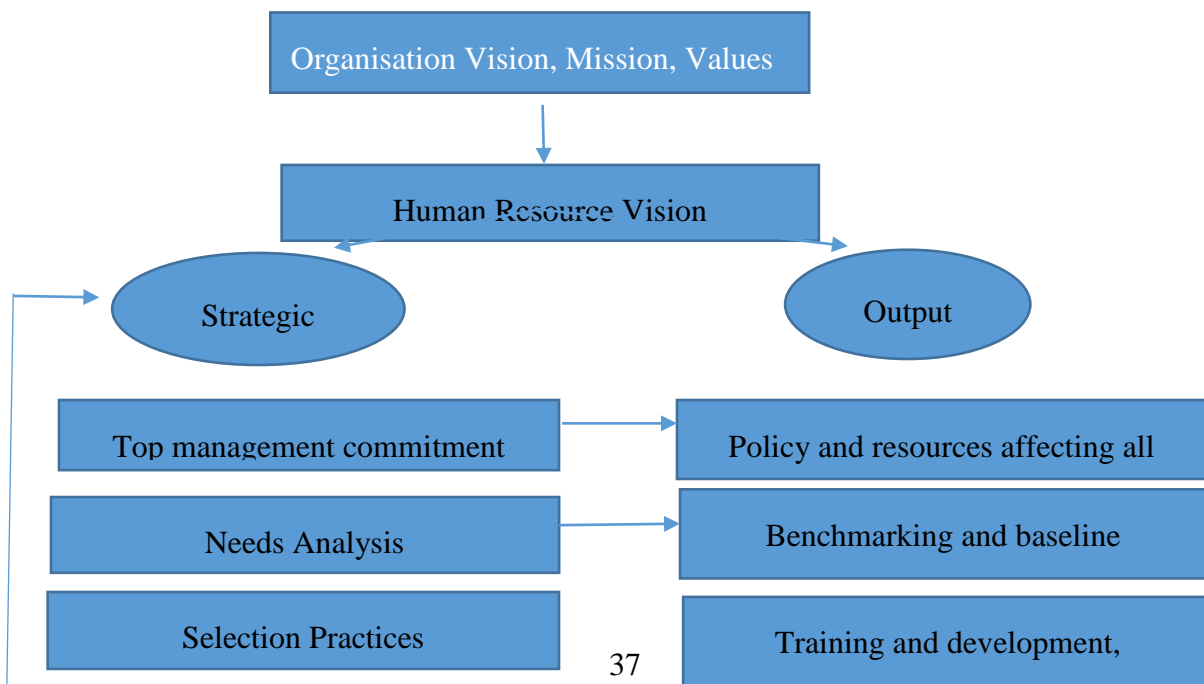 Organisation Vision, Mission, Values
Human Resource Vision
Strategic
Output
Top management commitment
Policy and resources affecting all
Needs Analysis
Benchmarking and baseline
Selection Practices
Training and development,
37